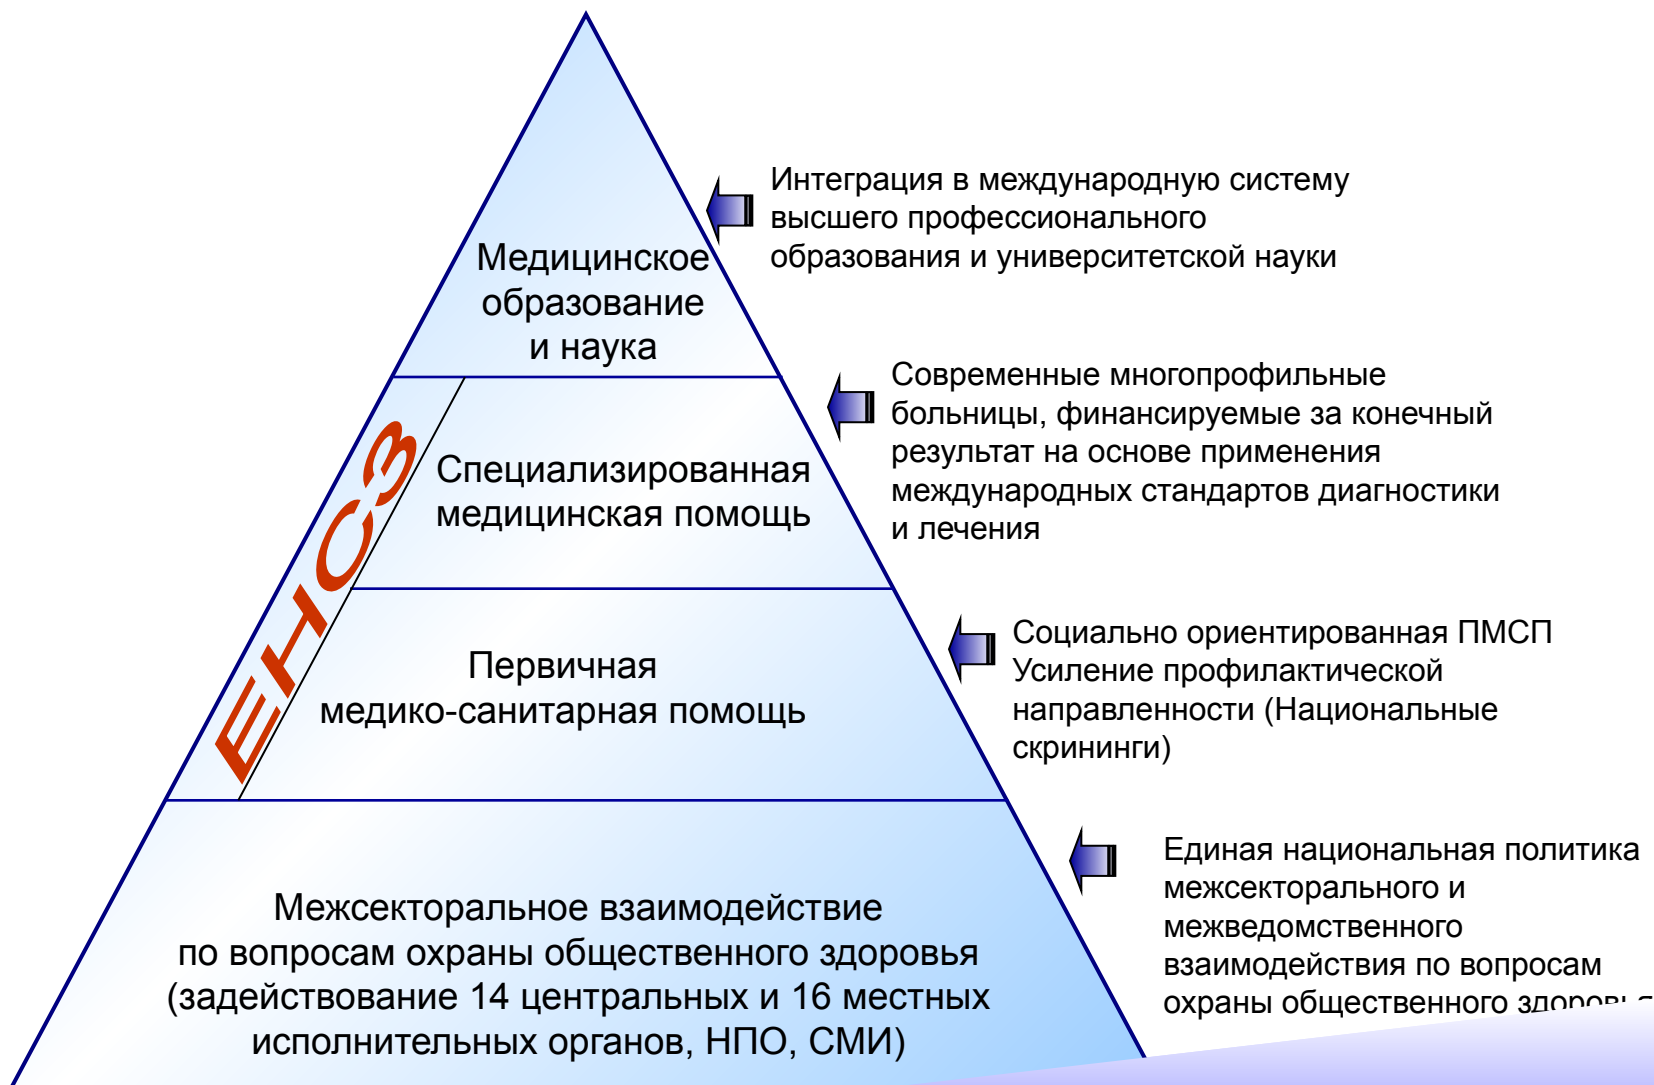 Интеграция в международную систему
высшего профессионального
образования и университетской науки
Медицинское
образование
и наука
Современные многопрофильные
больницы, финансируемые за конечный
результат на основе применения
международных стандартов диагностики
и лечения
ЕНСЗ
Специализированная
медицинская помощь
Социально ориентированная ПМСП
Усиление профилактической
направленности (Национальные
скрининги)
Первичная
медико-санитарная помощь
Единая национальная политика
межсекторального и
межведомственного
взаимодействия по вопросам
охраны общественного здоровья
Межсекторальное взаимодействие
по вопросам охраны общественного здоровья
(задействование 14 центральных и 16 местных
исполнительных органов, НПО, СМИ)